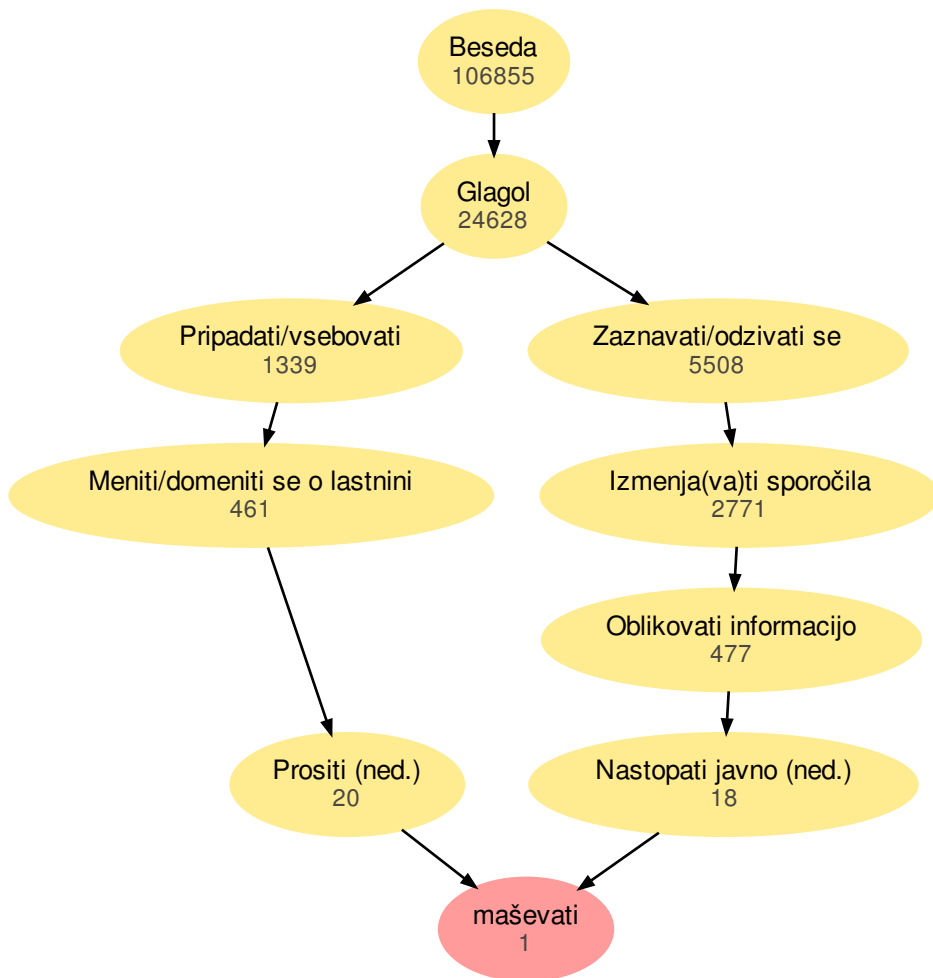 Beseda
106855
Glagol
24628
Pripadati/vsebovati
1339
Zaznavati/odzivati se
5508
Meniti/domeniti se o lastnini
461
Izmenja(va)ti sporočila
2771
Oblikovati informacijo
477
Prositi (ned.)
20
Nastopati javno (ned.)
18
maševati
1